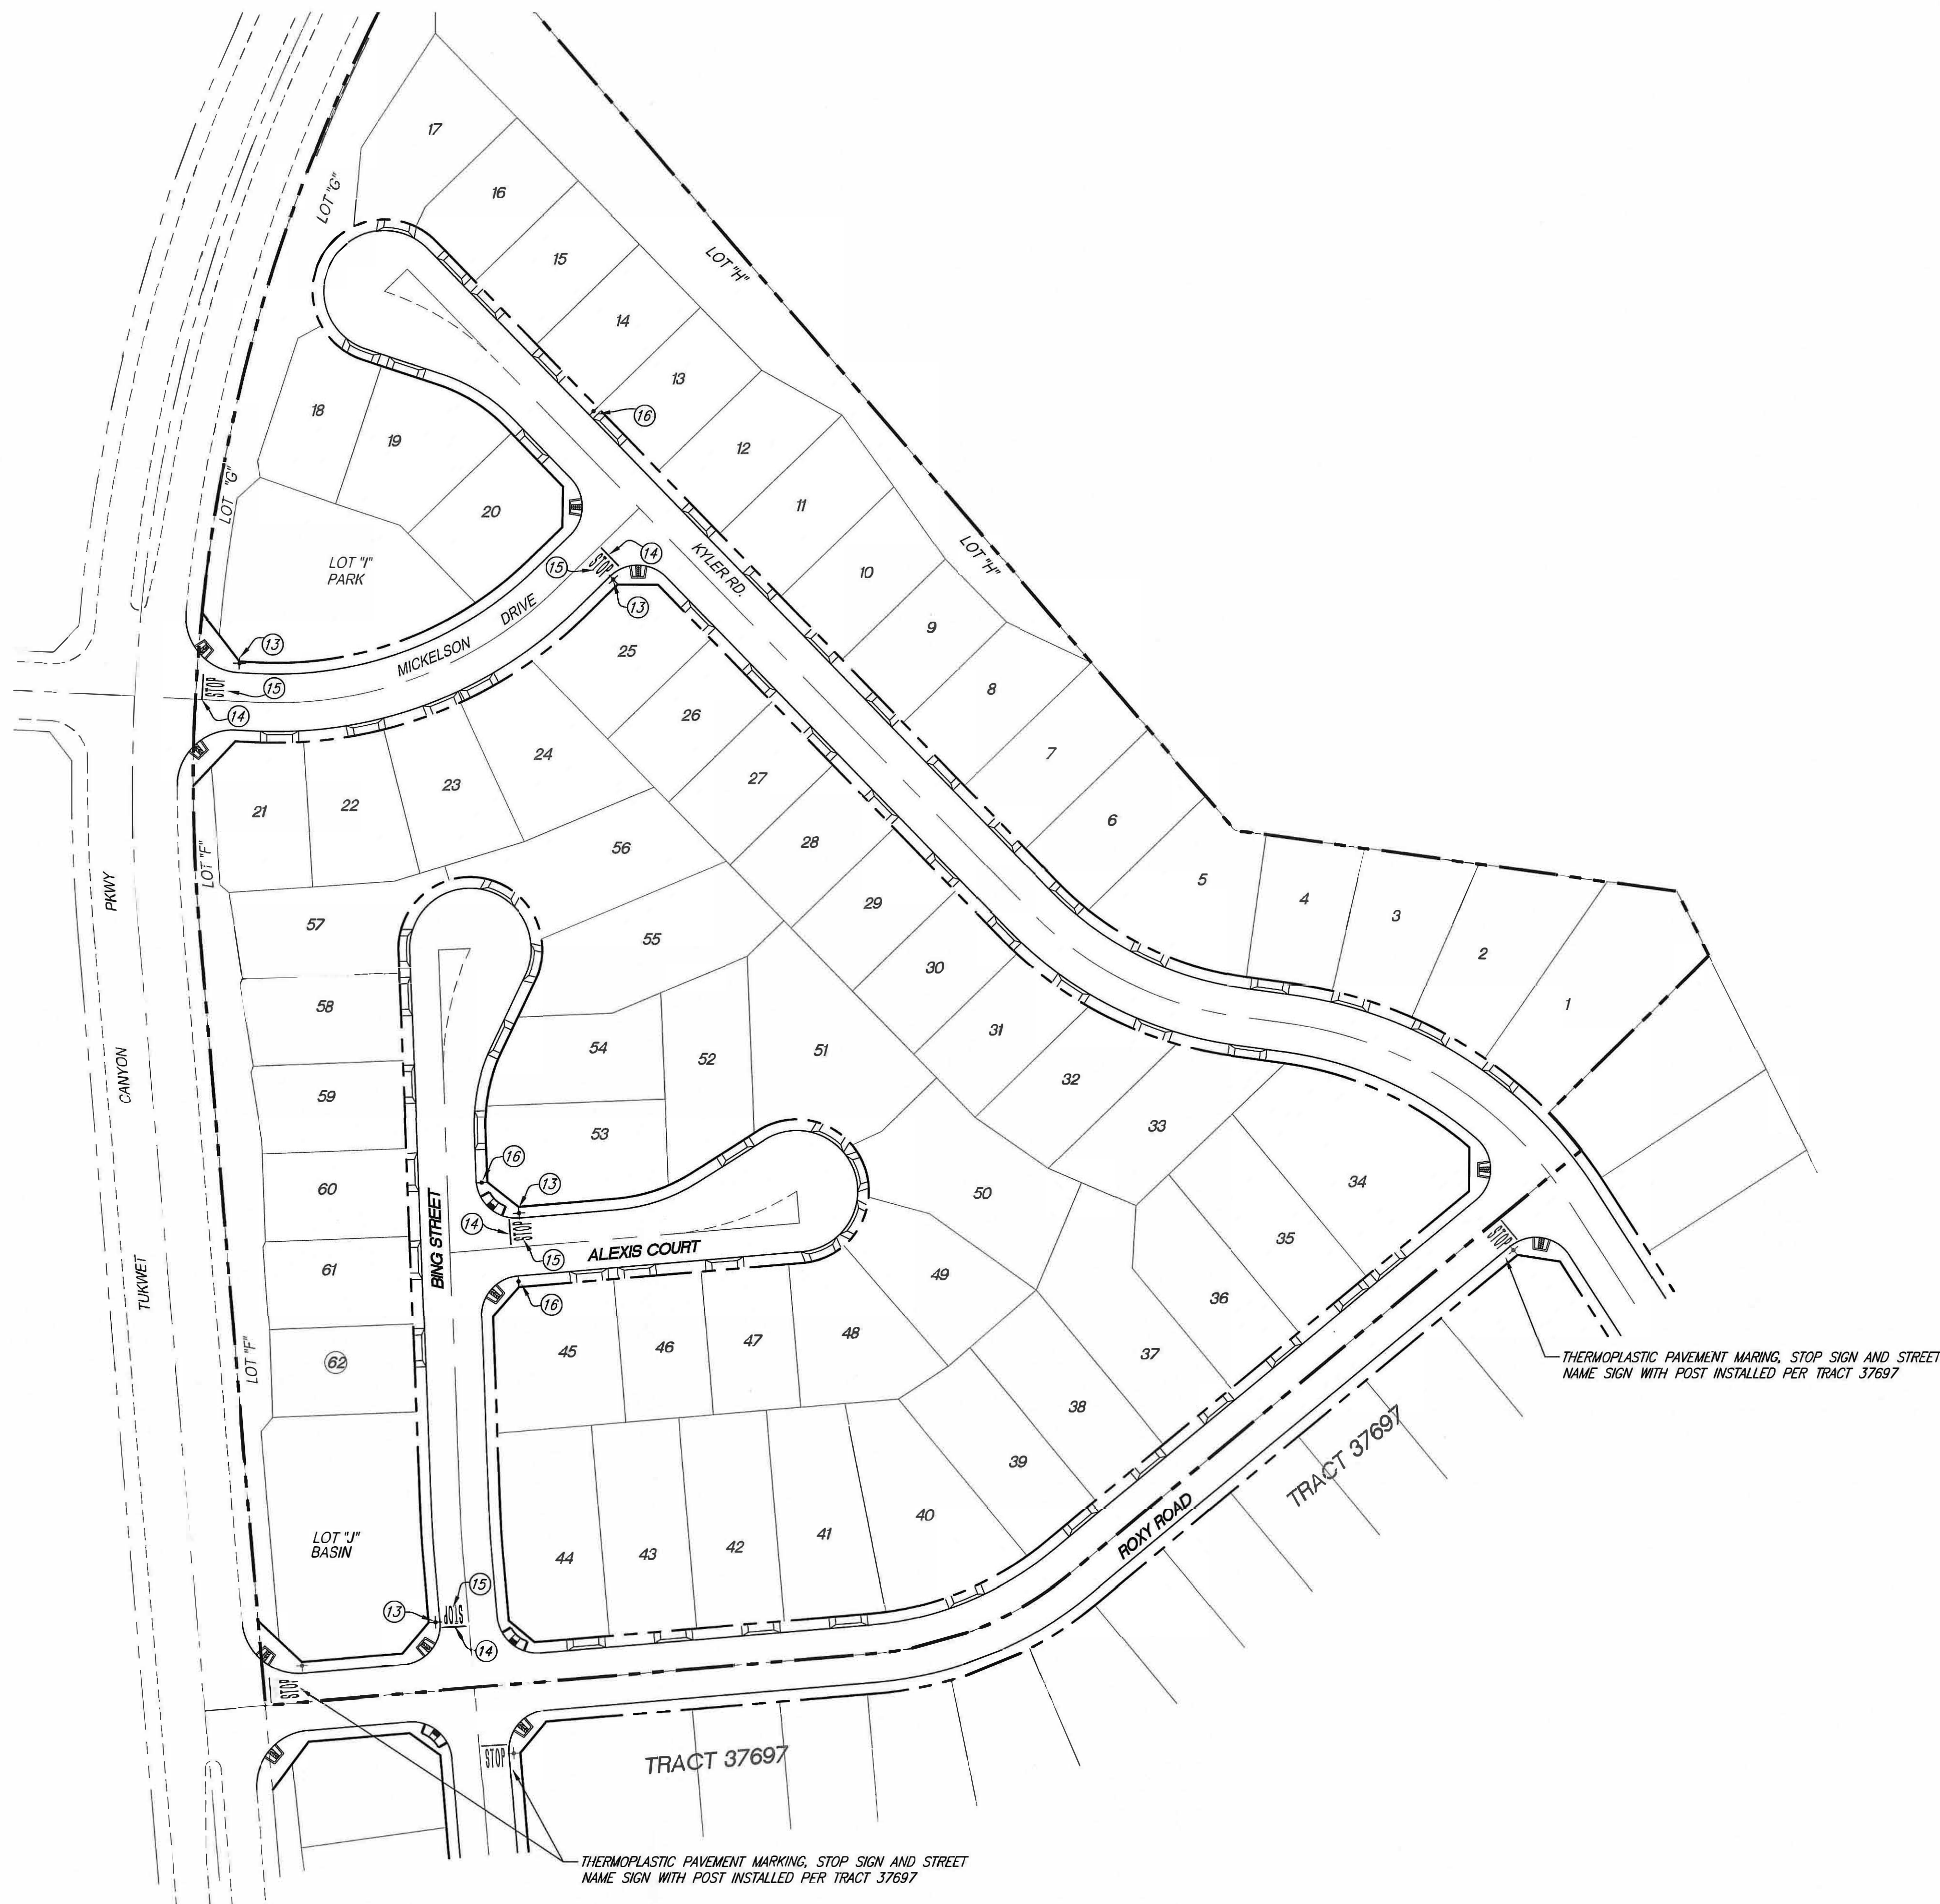 17
LOT "G"
16
15
LOT "H"
14
13
16
18
19
12
LOT "G"
20
11
LOT "H"
LOT "I"
PARK
15
STOP
14
KYLER RD.
10
13
MICKELSON DRIVE
9
13
25
STOP
15
14
8
26
24
7
27
23
22
21
6
28
56
LOT "F"
PKWY
5
29
4
3
57
55
2
30
58
1
31
54
52
51
CANYON
32
59
53
33
16
13
60
50
34
14
STOP
15
BING STREET
ALEXIS COURT
35
STOP
61
49
16
36
TUKWET
45
46
47
48
37
LOT "F"
62
THERMOPLASTIC PAVEMENT MARING, STOP SIGN AND STREET
NAME SIGN WITH POST INSTALLED PER TRACT 37697
38
TRACT 37697
39
40
ROXY ROAD
LOT "J"
BASIN
44
43
42
41
15
13
STOP
14
STOP
STOP
TRACT 37697
THERMOPLASTIC PAVEMENT MARKING, STOP SIGN AND STREET
NAME SIGN WITH POST INSTALLED PER TRACT 37697